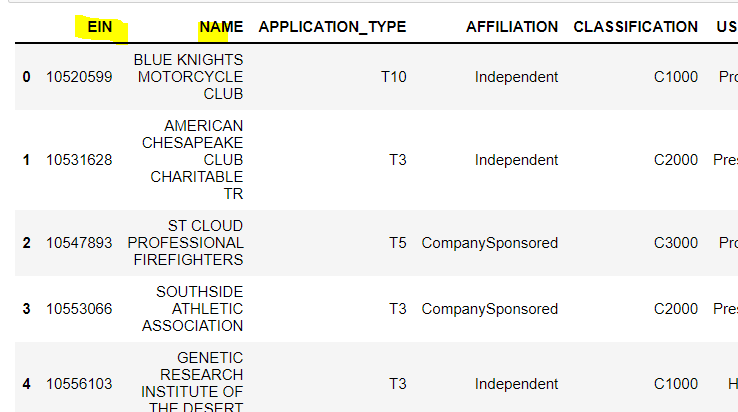 EIN NAME APPLICATION_TYPE AFFILIATION CLASSIFICATION US
0 10520599 BLUE KNIGHTS MOTORCYCLE CLUB T10 Independent C1000 Pro
1 10531628 AMERICAN CHESAPEAKE CLUB CHARITABLE TR T3 Independent C2000 Pres
2 10547893 ST CLOUD PROFESSIONAL FIREFIGHTERS T5 CompanySponsored C3000 Pro
3 10553066 SOUTHSIDE ATHLETIC ASSOCIATION T3 CompanySponsored C2000 Pres
4 10556103 GENETIC RESEARCH INSTITUTE OF THE DESERT T3 Independent C1000 H